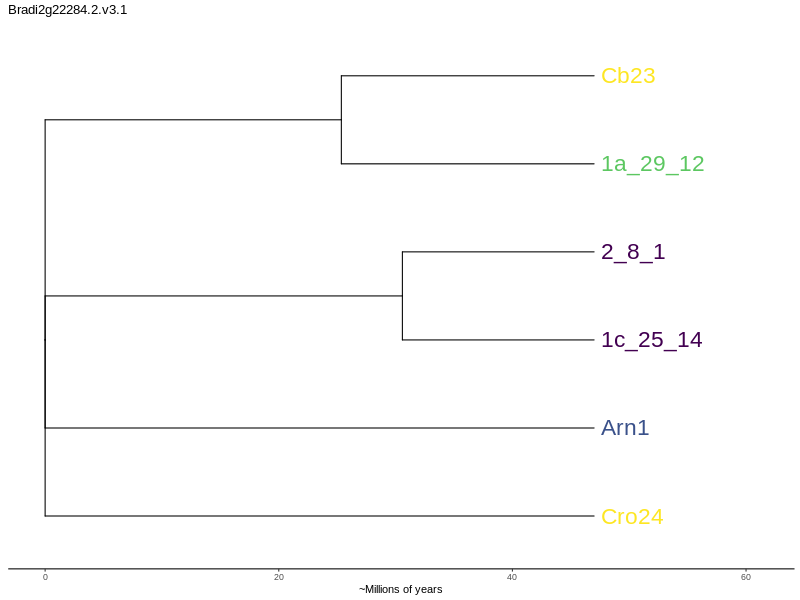 Bradi2g22284.2.v3.1
Cb23
1a_29_12
2_8_1
1c_25_14
Arn1
Cro24
0 20 40 60
~Millions of years